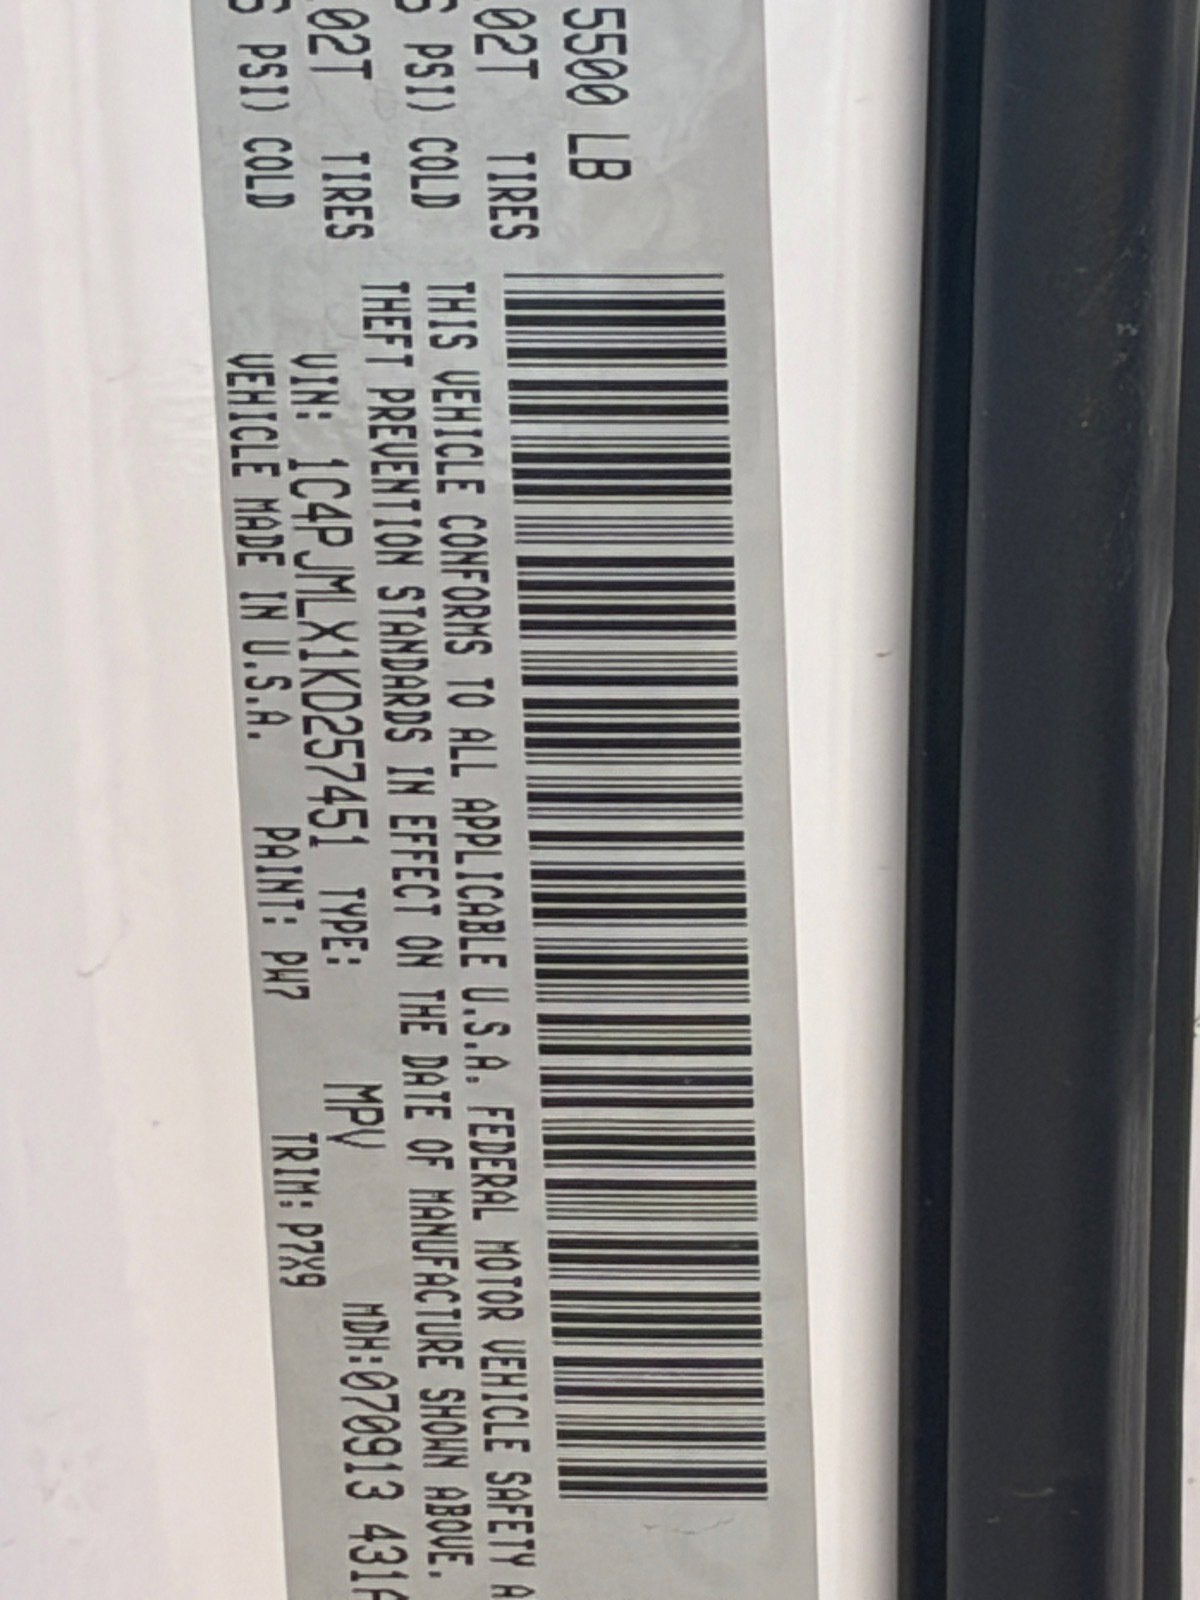 5500 LB
02T TIRES
PSI) COLD
02T TIRES
PSI) COLD
THIS VEHICLE CONFORMS TO ALL APPLICABLE U.S.A. FEDERAL MOTOR VEHICLE SAFETY A
THEFT PREVENTION STANDARDS IN EFFECT ON THE DATE OF MANUFACTURE SHOWN ABOVE.
VIN: 1C4PJMLX1KD257451 TYPE: MPV MDH:070913 431A
VEHICLE MADE IN U.S.A. PAINT: PW7 TRIM: P7X9